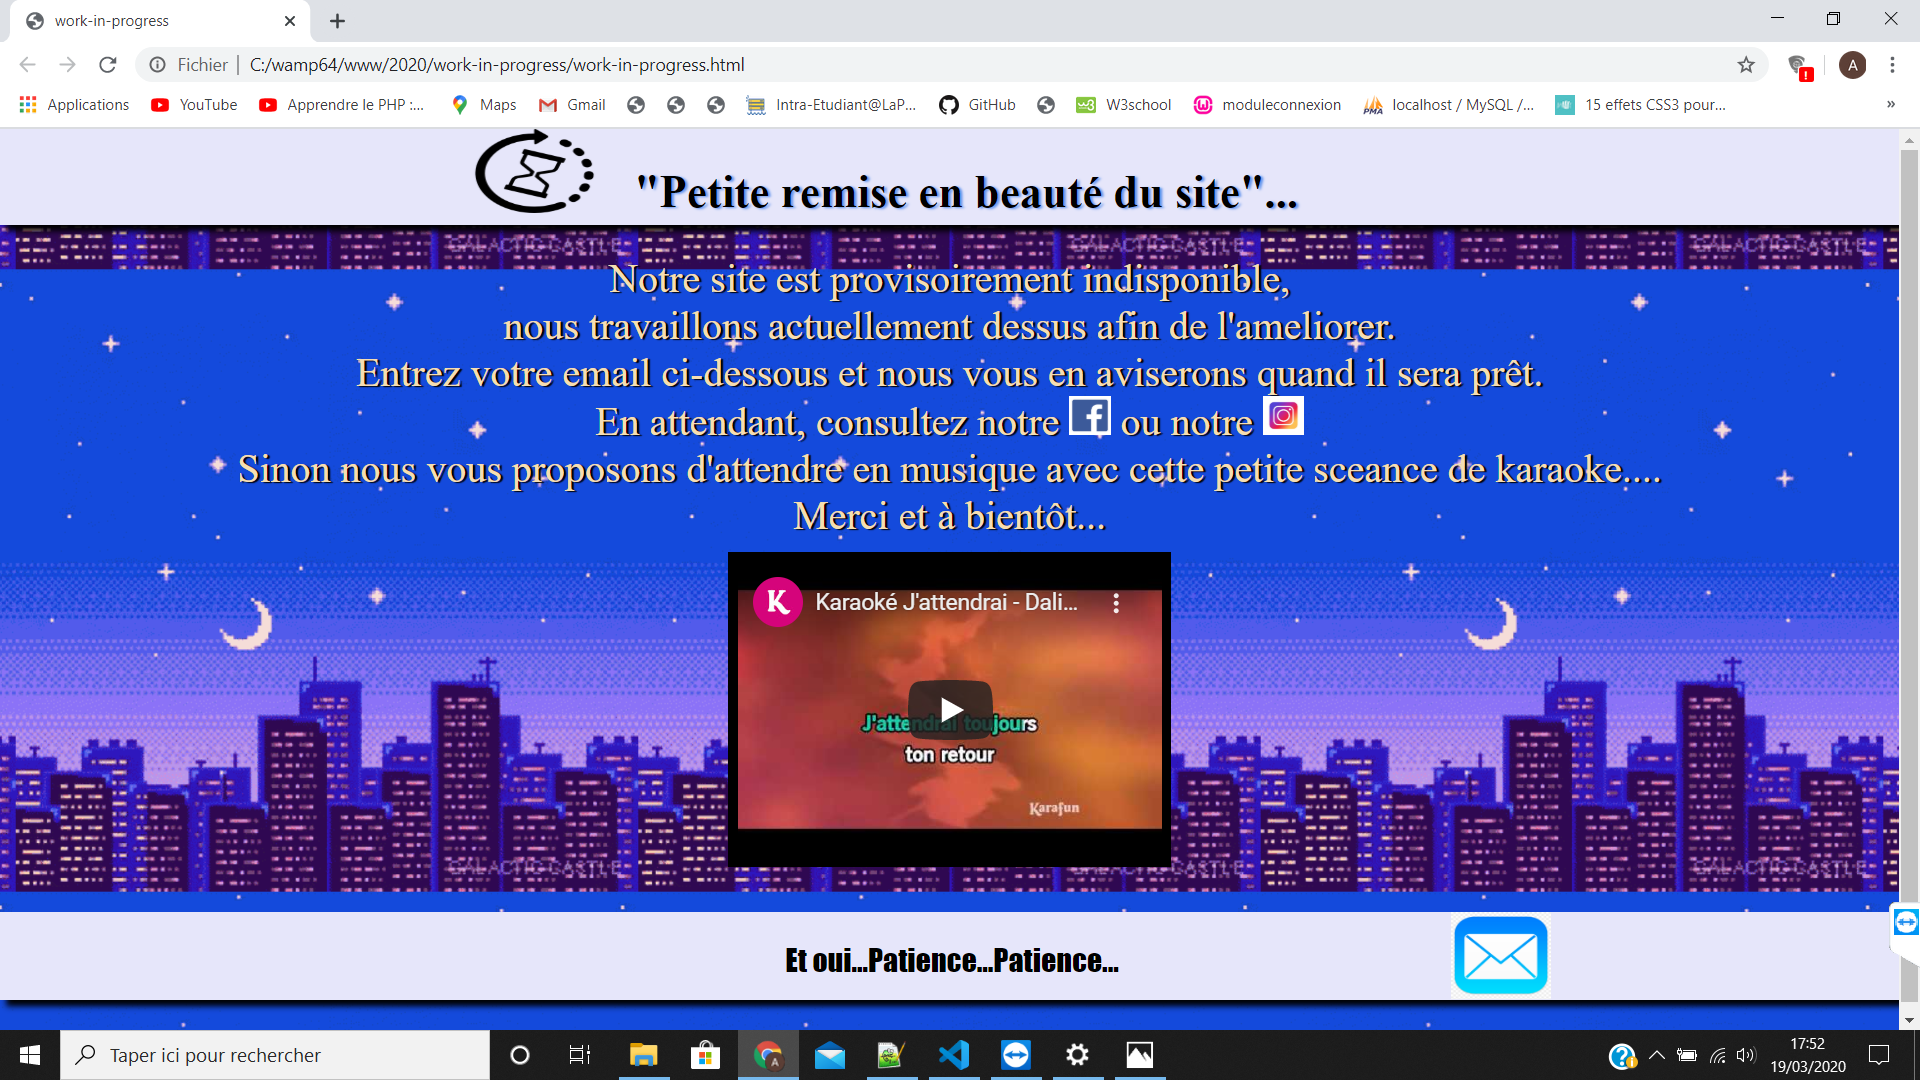 work-in-progress
Fichier | C:/wamp64/www/2020/work-in-progress/work-in-progress.html
A
Applications YouTube Apprendre le PHP :... Maps Gmail Intra-Etudiant@LaP... GitHub W3school moduleconnexion PMA localhost / MySQL /... 15 effets CSS3 pour... »
"Petite remise en beauté du site"...
GALACTIC CASTLE GALACTIC CASTLE GALACTIC CASTLE
Notre site est provisoirement indisponible,
nous travaillons actuellement dessus afin de l'ameliorer.
Entrez votre email ci-dessous et nous vous en aviserons quand il sera prêt.
En attendant, consultez notre f ou notre
Sinon nous vous proposons d'attendre en musique avec cette petite sceance de karaoke....
Merci et à bientôt...
K Karaoké J'attendrai - Dali...
J'attendrai toujours
ton retour
Karafun
GALACTIC CASTLE GALACTIC CASTLE GALACTIC CASTLE
Et oui...Patience...Patience...
Taper ici pour rechercher
17:52
19/03/2020